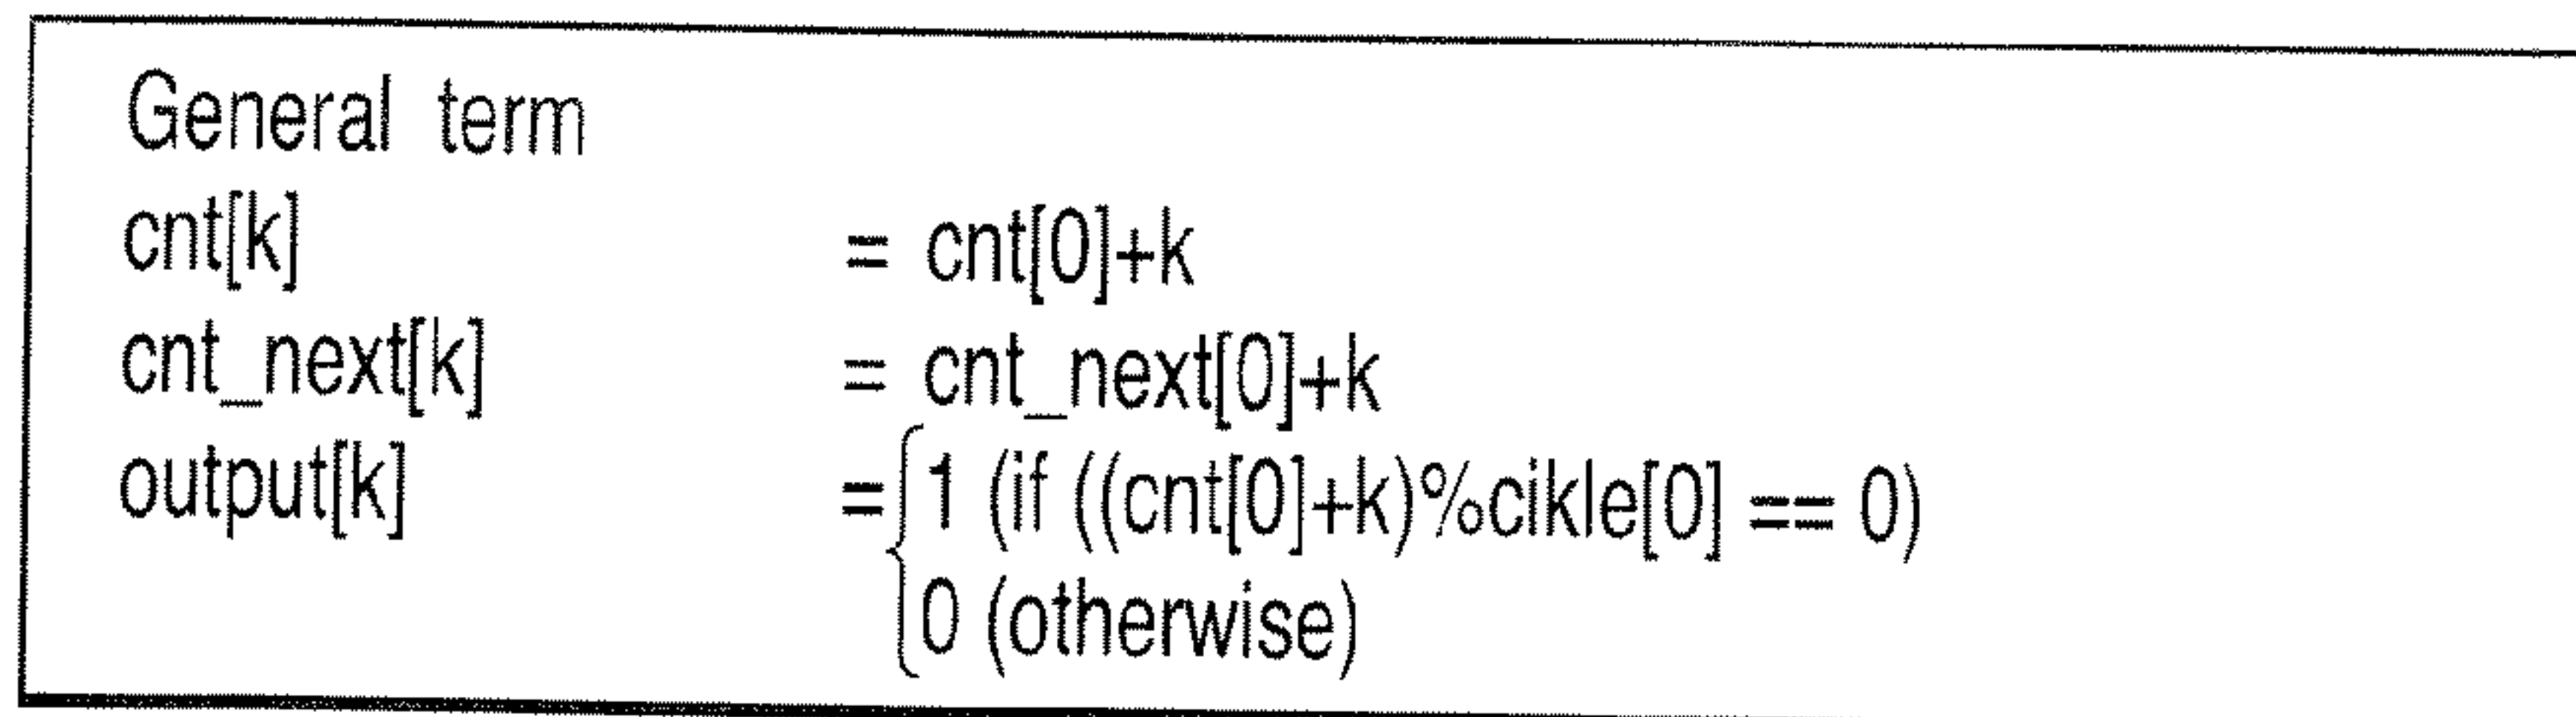 General term
cnt[k] = cnt[0]+k
cnt_next[k] = cnt_next[0]+k
output[k] = { 1 (if ((cnt[0]+k)%cikle[0] == 0)
0 (otherwise)